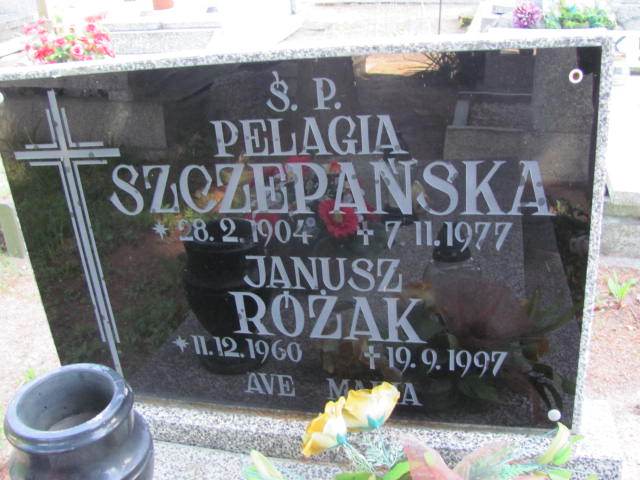 Ś. P.
PELAGIA
SZCZEPAŃSKA
* 28. 2. 1904 + 7. 11. 1977
JANUSZ
RÓŻAK
* 11. 12. 1960 + 19. 9. 1997
AVE MARIA